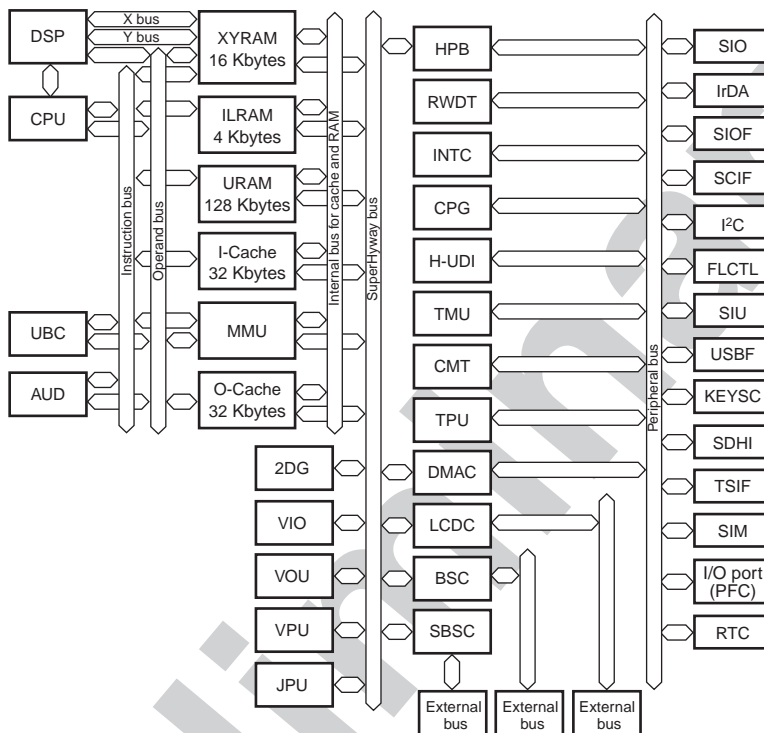 DSP
X bus
Y bus
XYRAM
16 Kbytes
CPU
ILRAM
4 Kbytes
URAM
128 Kbytes
I-Cache
32 Kbytes
UBC
MMU
AUD
O-Cache
32 Kbytes
Instruction bus
Operand bus
Internal bus for cache and RAM
SuperHyway bus
2DG
VIO
VOU
VPU
JPU
HPB
RWDT
INTC
CPG
H-UDI
TMU
CMT
TPU
DMAC
LCDC
BSC
SBSC
External
bus
External
bus
External
bus
Peripheral bus
SIO
IrDA
SIOF
SCIF
I²C
FLCTL
SIU
USBF
KEYSC
SDHI
TSIF
SIM
I/O port
(PFC)
RTC